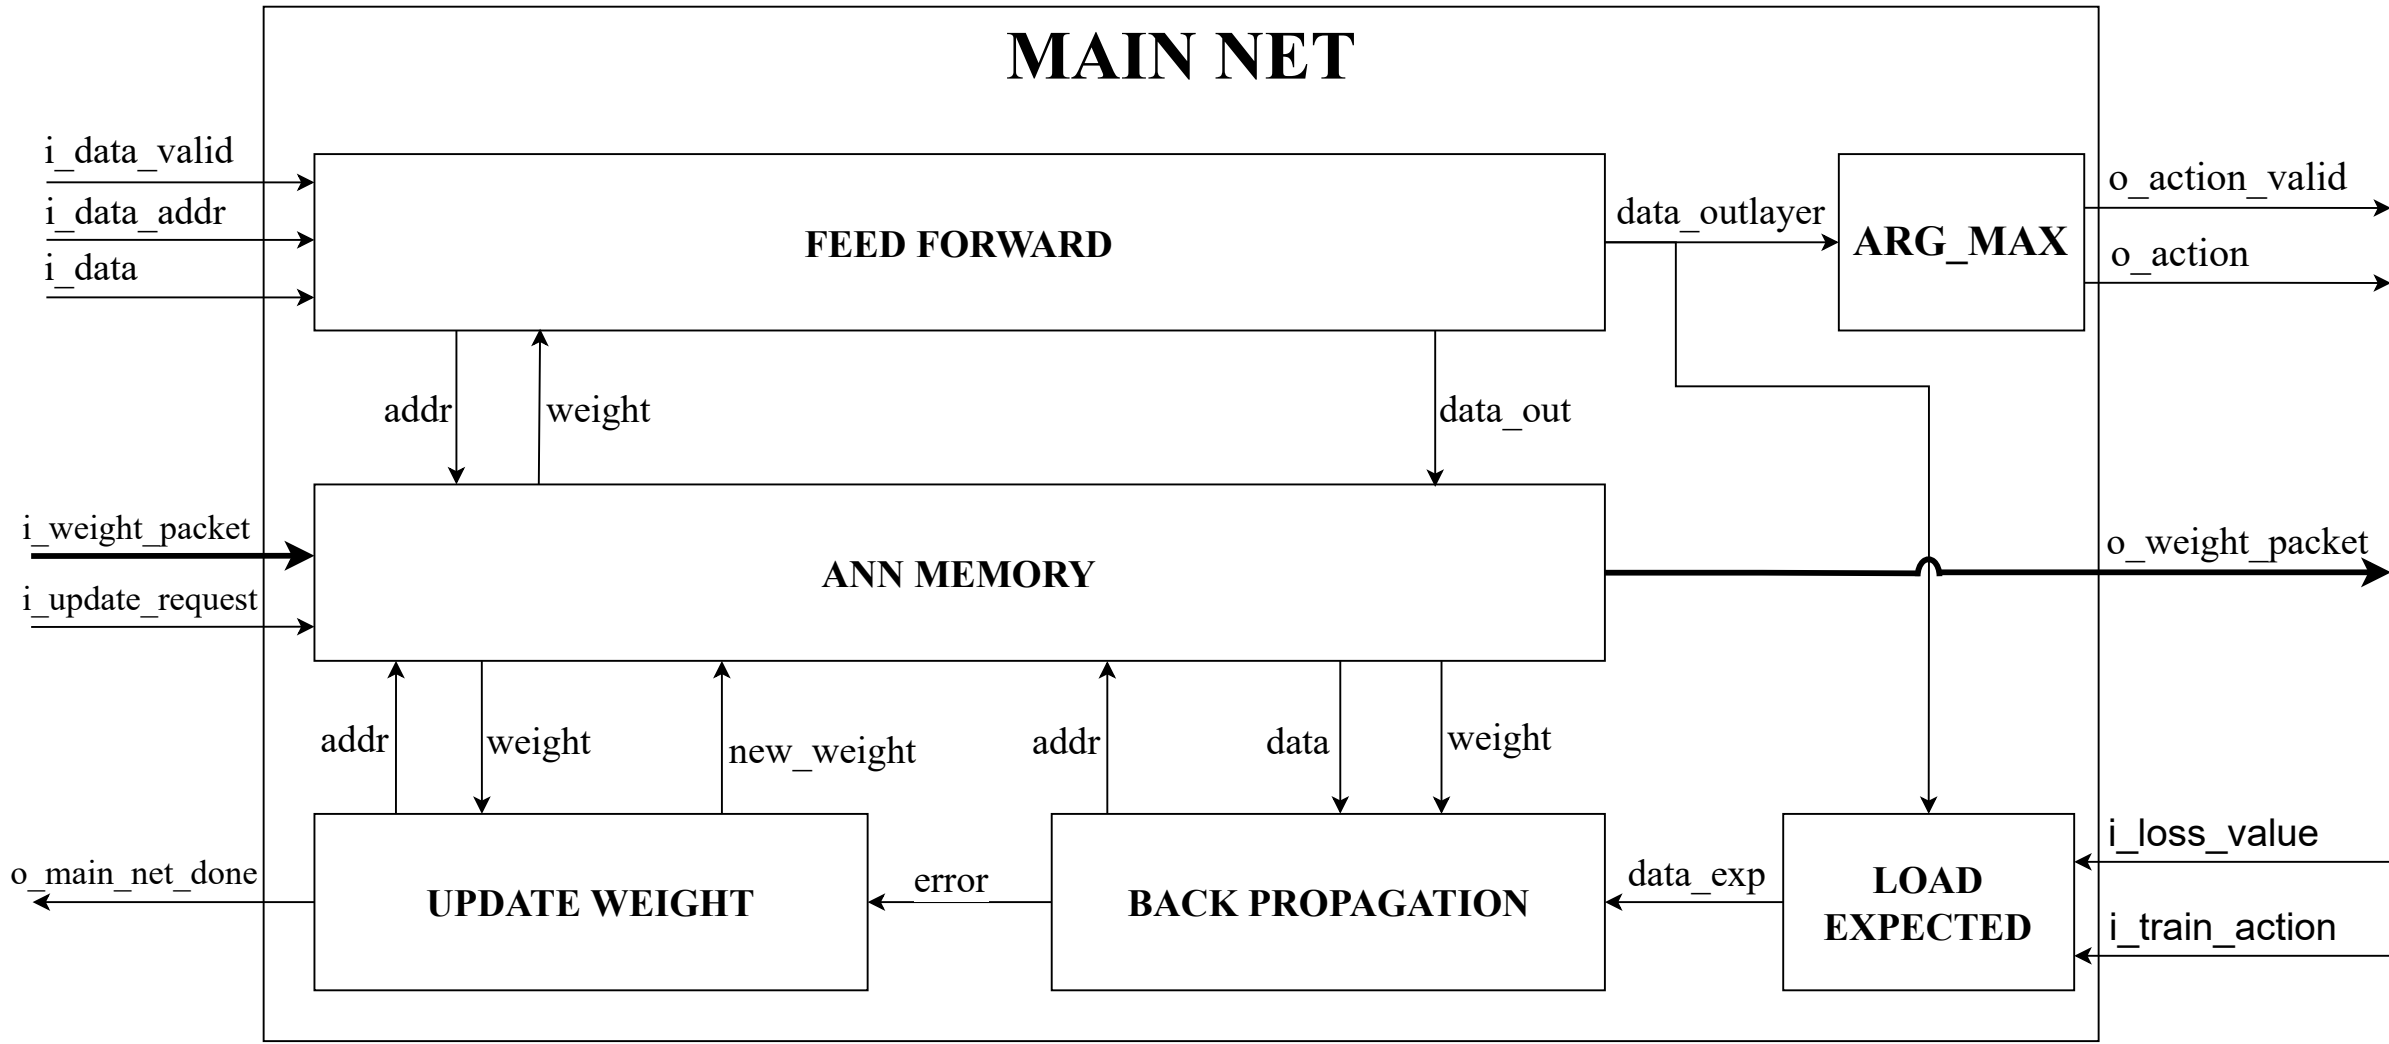 MAIN NET
i_data_valid
i_data_addr
i_data
FEED FORWARD
data_outlayer
ARG_MAX
o_action_valid
o_action
addr
weight
data_out
i_weight_packet
i_update_request
ANN MEMORY
o_weight_packet
addr
weight
new_weight
addr
data
weight
o_main_net_done
UPDATE WEIGHT
error
BACK PROPAGATION
data_exp
LOAD
EXPECTED
i_loss_value
i_train_action